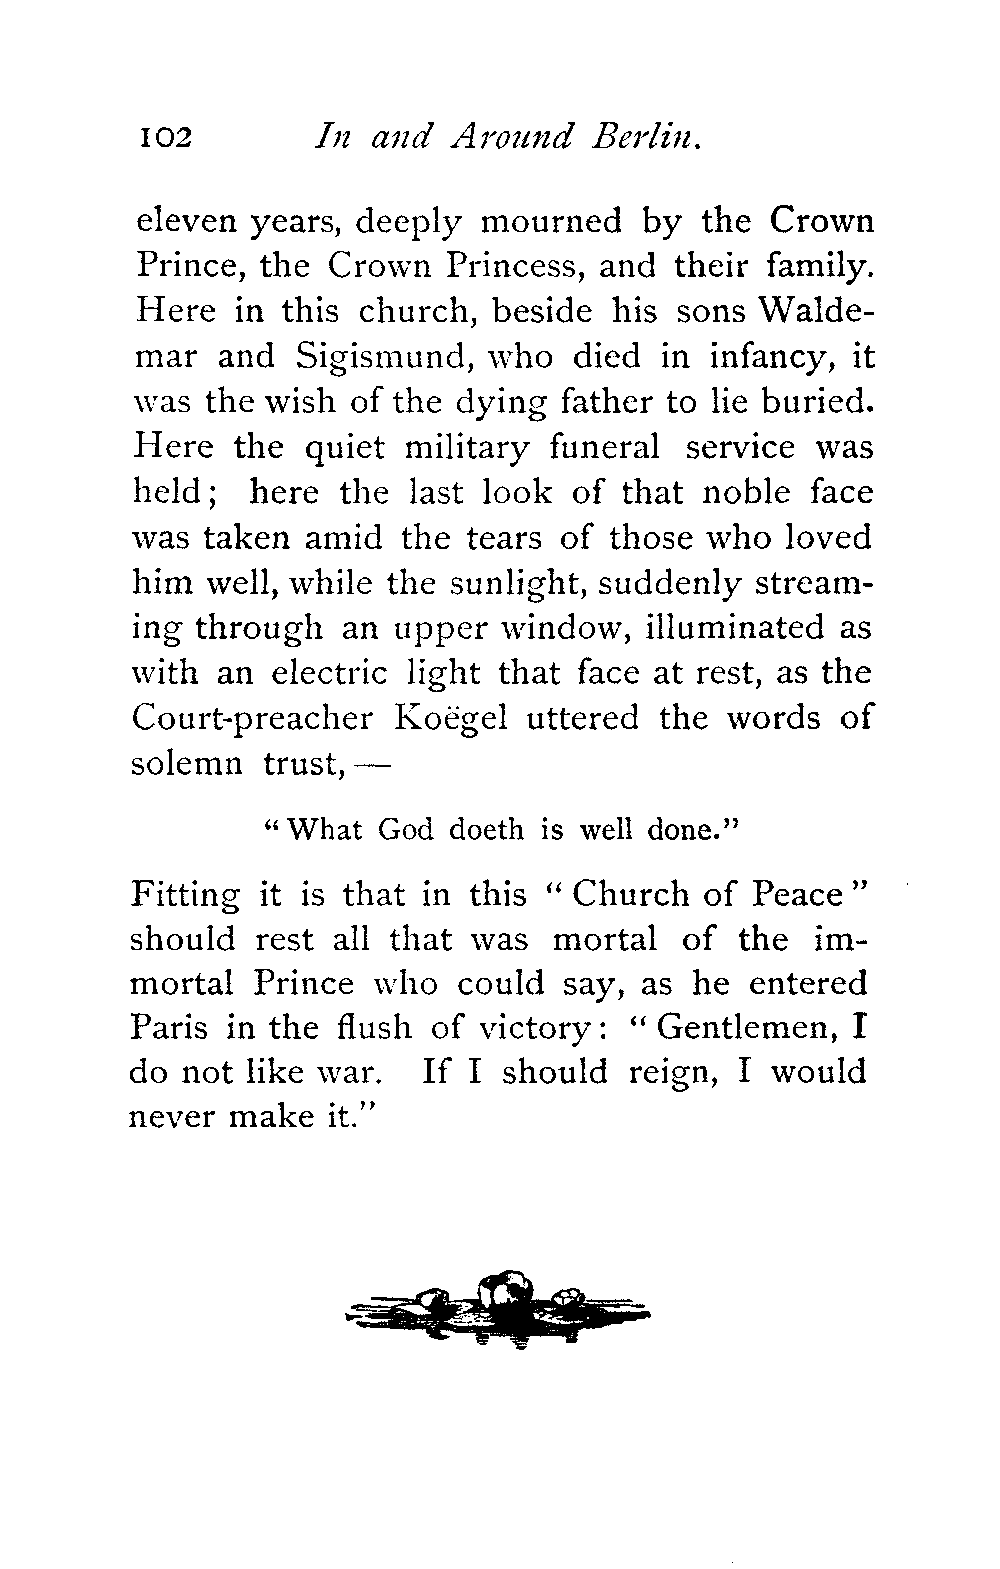 102 In and Around Berlin.
eleven years, deeply mourned by the Crown
Prince, the Crown Princess, and their family.
Here in this church, beside his sons Walde-
mar and Sigismund, who died in infancy, it
was the wish of the dying father to lie buried.
Here the quiet military funeral service was
held; here the last look of that noble face
was taken amid the tears of those who loved
him well, while the sunlight, suddenly stream-
ing through an upper window, illuminated as
with an electric light that face at rest, as the
Court-preacher Koëgel uttered the words of
solemn trust, —
“What God doeth is well done.”
Fitting it is that in this “Church of Peace”
should rest all that was mortal of the im-
mortal Prince who could say, as he entered
Paris in the flush of victory: “Gentlemen, I
do not like war. If I should reign, I would
never make it.”